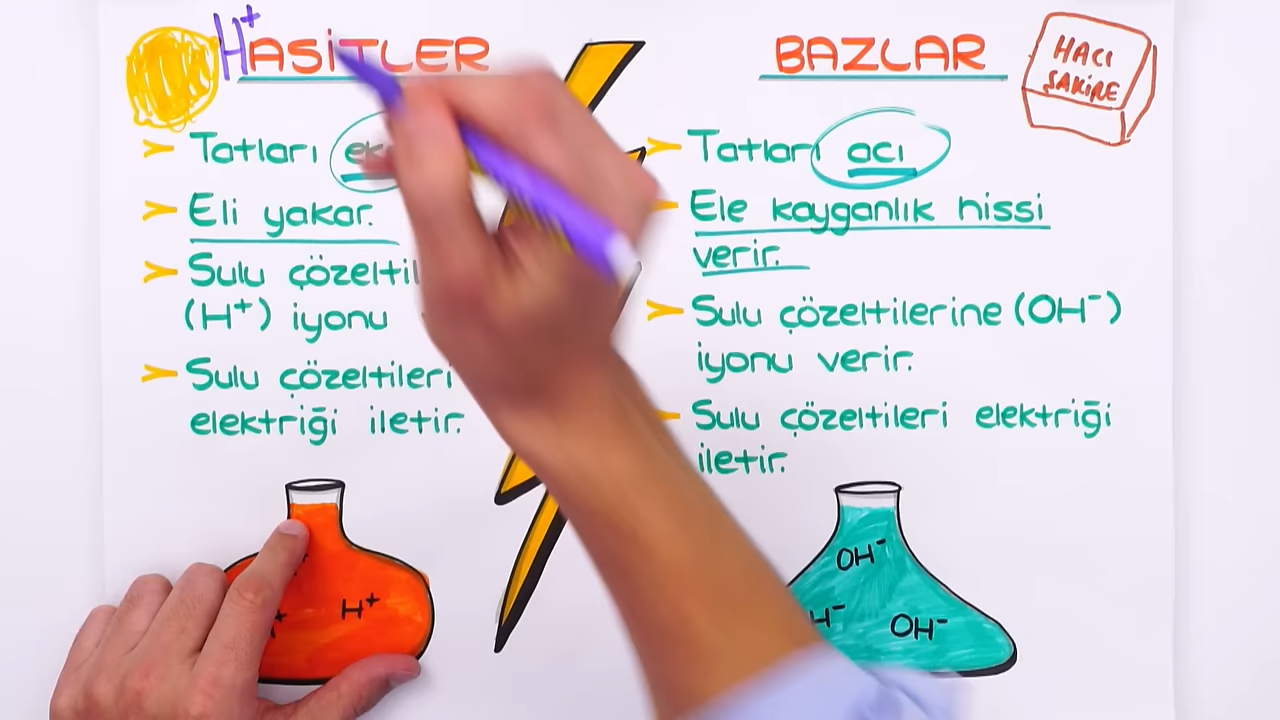 H⁺ ASİTLER
Tatları
Eli yakar.
Sulu
(H⁺) iyonu
Sulu çözeltileri
elektriği iletir.
H⁺
BAZLAR
HACI
ŞAKİRE
Tatları acı
Ele kayganlık hissi
verir.
Sulu çözeltilerine (OH⁻)
iyonu verir.
Sulu çözeltileri elektriği
iletir.
OH⁻
OH⁻